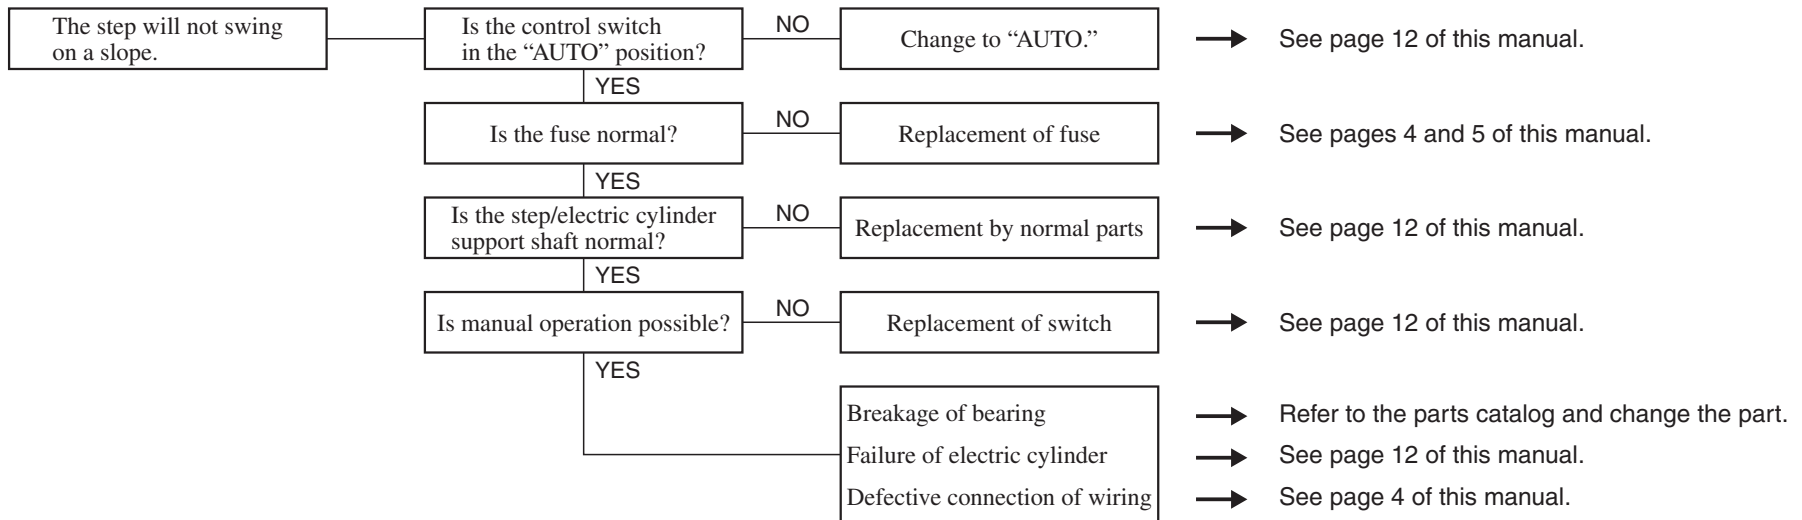 The step will not swing
on a slope.
Is the control switch
in the “AUTO” position?
NO
Change to “AUTO.”
See page 12 of this manual.
YES
Is the fuse normal?
NO
Replacement of fuse
See pages 4 and 5 of this manual.
YES
Is the step/electric cylinder
support shaft normal?
NO
Replacement by normal parts
See page 12 of this manual.
YES
Is manual operation possible?
NO
Replacement of switch
See page 12 of this manual.
YES
Breakage of bearing
Refer to the parts catalog and change the part.
Failure of electric cylinder
See page 12 of this manual.
Defective connection of wiring
See page 4 of this manual.